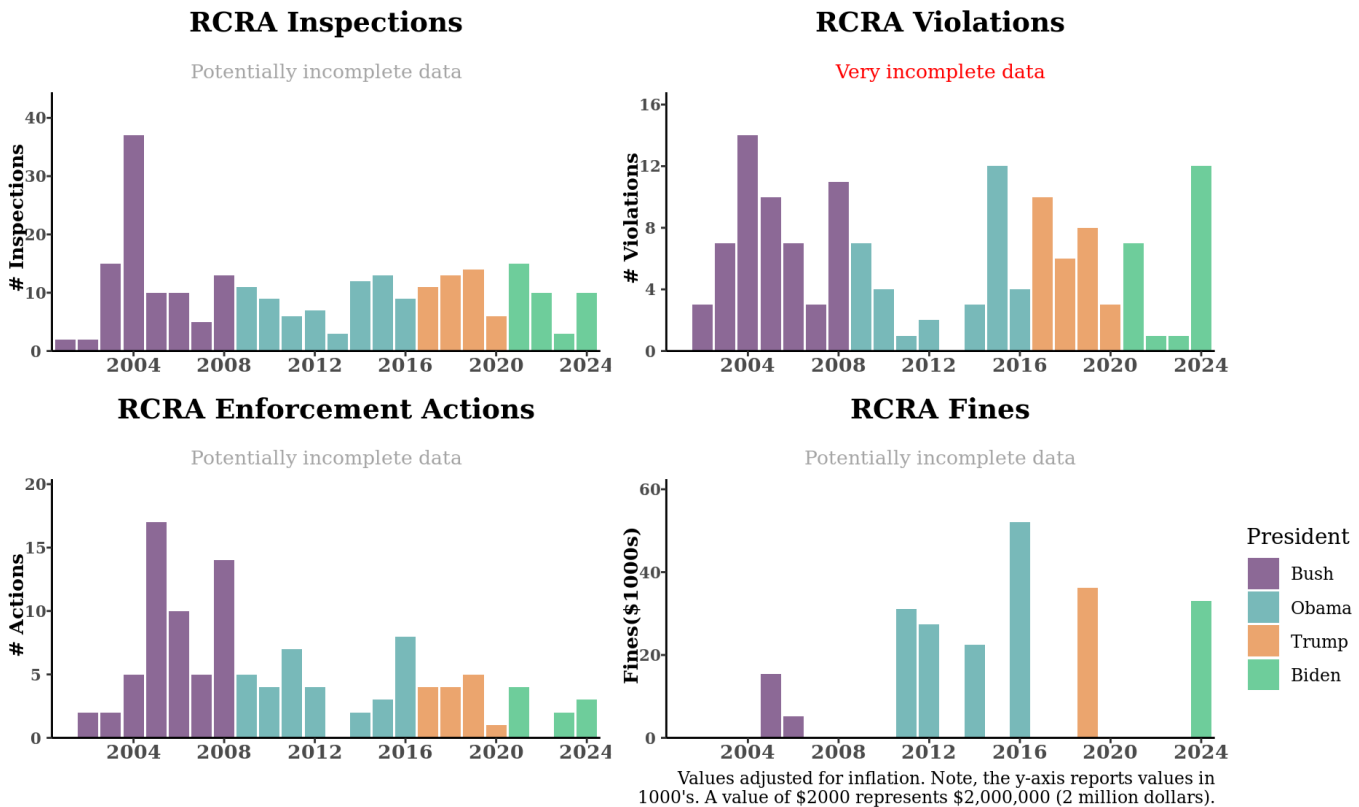 RCRA Inspections
Potentially incomplete data
# Inspections
40
30
20
10
0
2004 2008 2012 2016 2020 2024
RCRA Violations
Very incomplete data
# Violations
16
12
8
4
0
2004 2008 2012 2016 2020 2024
RCRA Enforcement Actions
Potentially incomplete data
# Actions
20
15
10
5
0
2004 2008 2012 2016 2020 2024
RCRA Fines
Potentially incomplete data
Fines($1000s)
60
40
20
0
2004 2008 2012 2016 2020 2024
President
Bush
Obama
Trump
Biden
Values adjusted for inflation. Note, the y-axis reports values in
1000's. A value of $2000 represents $2,000,000 (2 million dollars).